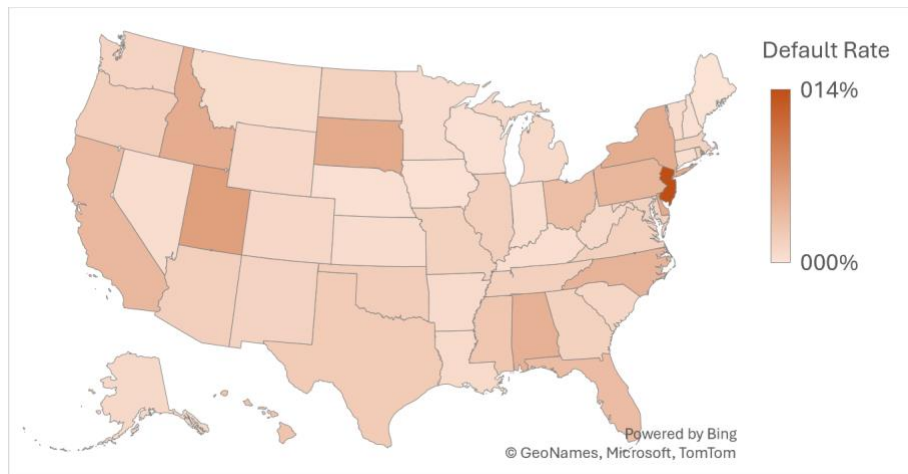 Default Rate
014%
000%
Powered by Bing
© GeoNames, Microsoft, TomTom